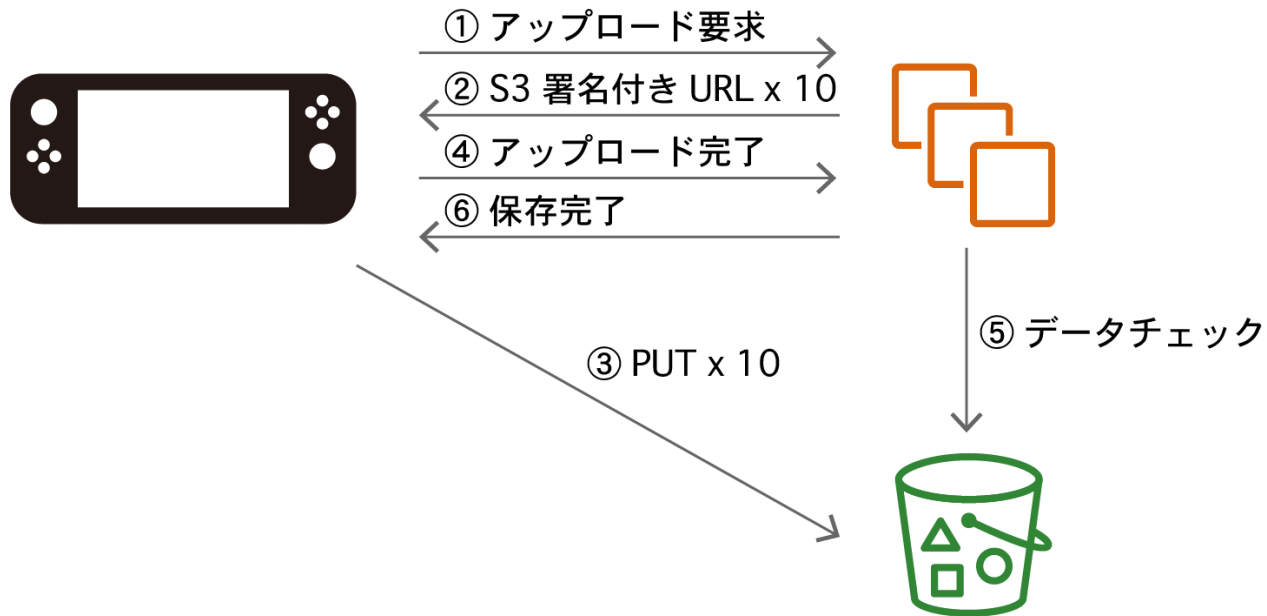 ① アップロード要求
② S3 署名付き URL x 10
④ アップロード完了
⑥ 保存完了
⑤ データチェック
③ PUT x 10